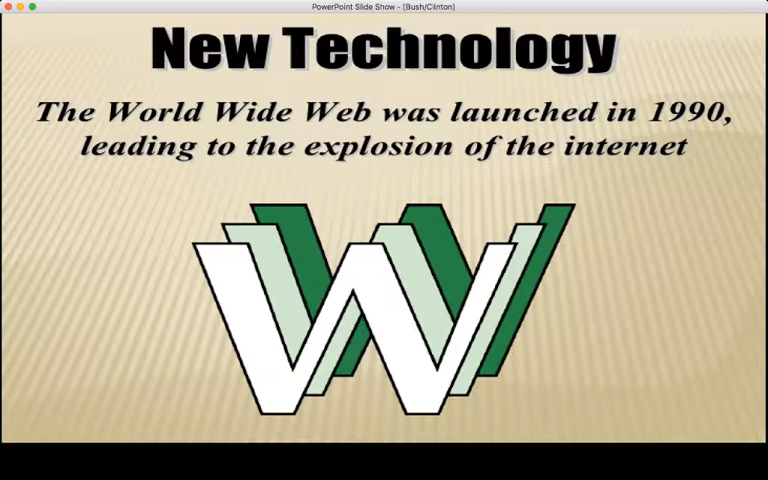 PowerPoint Slide Show - [Bush/Clinton]
New Technology
The World Wide Web was launched in 1990,
leading to the explosion of the internet
WWW